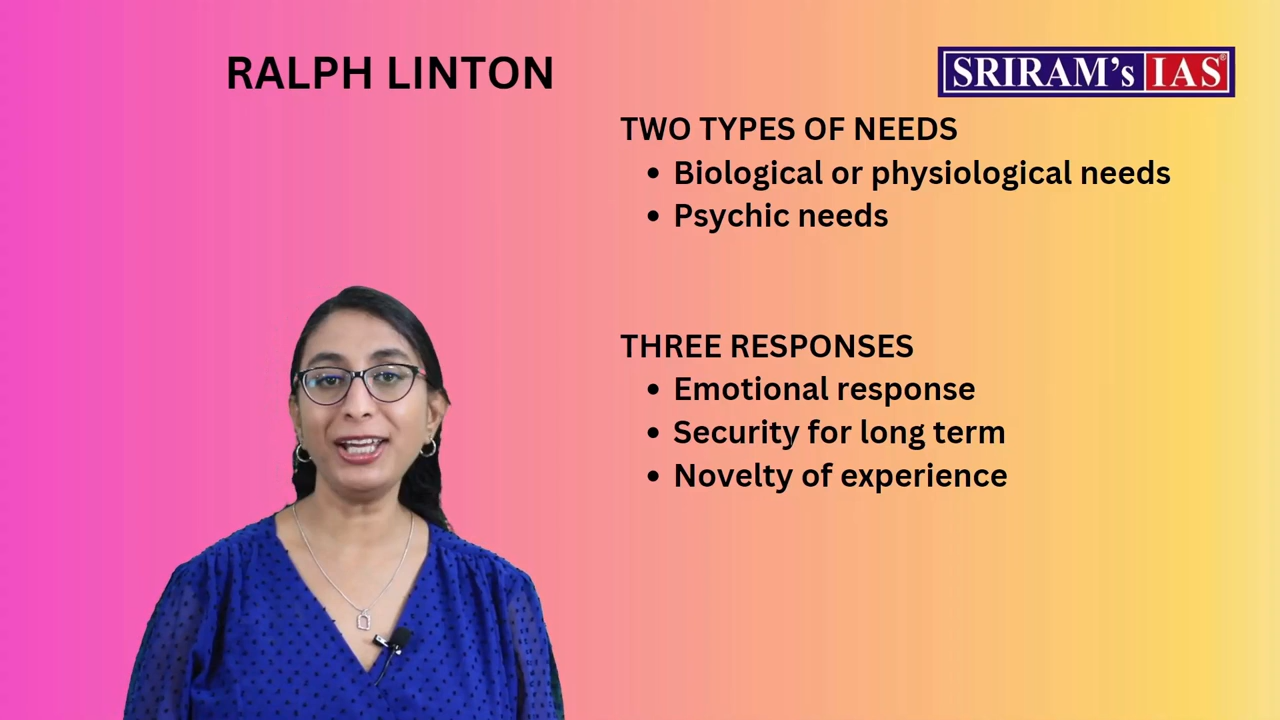 RALPH LINTON
SRIRAM's IAS
TWO TYPES OF NEEDS
• Biological or physiological needs
• Psychic needs
THREE RESPONSES
• Emotional response
• Security for long term
• Novelty of experience